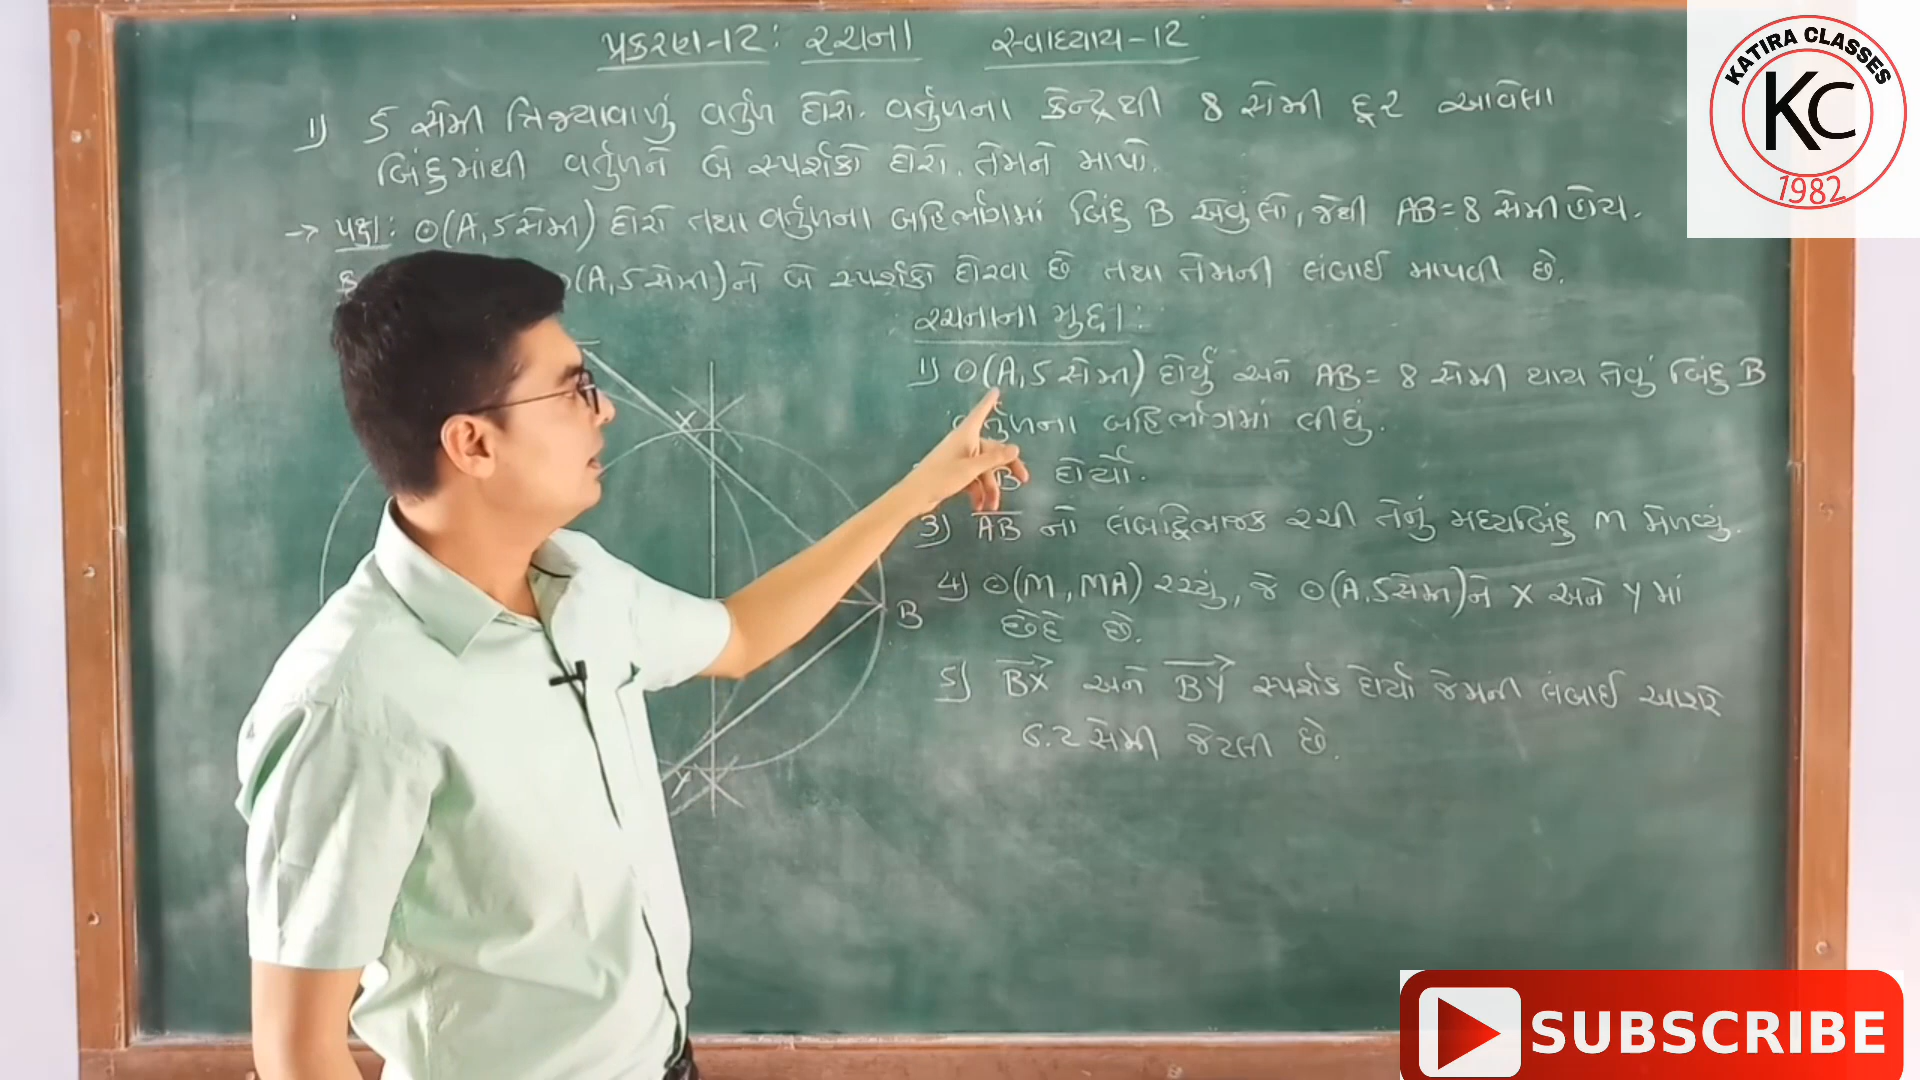 પ્રકરણ-12: રચના સ્વાધ્યાય-12
1) 5 સેમી ત્રિજ્યાવાળું વર્તુળ દોરો. વર્તુળના કેન્દ્રથી 8 સેમી દૂર આવેલા
બિંદુમાંથી વર્તુળને બે સ્પર્શકો દોરો. તેમને માપો.
→ પક્ષ: ⊙(A, 5 સેમી) દોરો તથા વર્તુળના બહિર્ભાગમાં બિંદુ B એવું લો, જેથી AB = 8 સેમી હોય.
(A, 5 સેમી)ને બે સ્પર્શકો દોરવા છે તથા તેમની લંબાઈ માપવી છે.
રચનાના મુદ્દા:
1) ⊙(A, 5 સેમી) દોર્યું અને AB = 8 સેમી થાય તેવું બિંદુ B
વર્તુળના બહિર્ભાગમાં લીધું.
B દોર્યો.
3) AB નો લંબદ્વિભાજક રચી તેનું મધ્યબિંદુ M મેળવ્યું.
4) ⊙(M, MA) રચ્યું, જે ⊙(A, 5 સેમી)ને X અને Y માં
છેદે છે.
5) BX અને BY સ્પર્શક દોર્યા જેમની લંબાઈ આશરે
6.2 સેમી જેટલી છે.
X
B
Y
KATIRA CLASSES
KC
1982
SUBSCRIBE